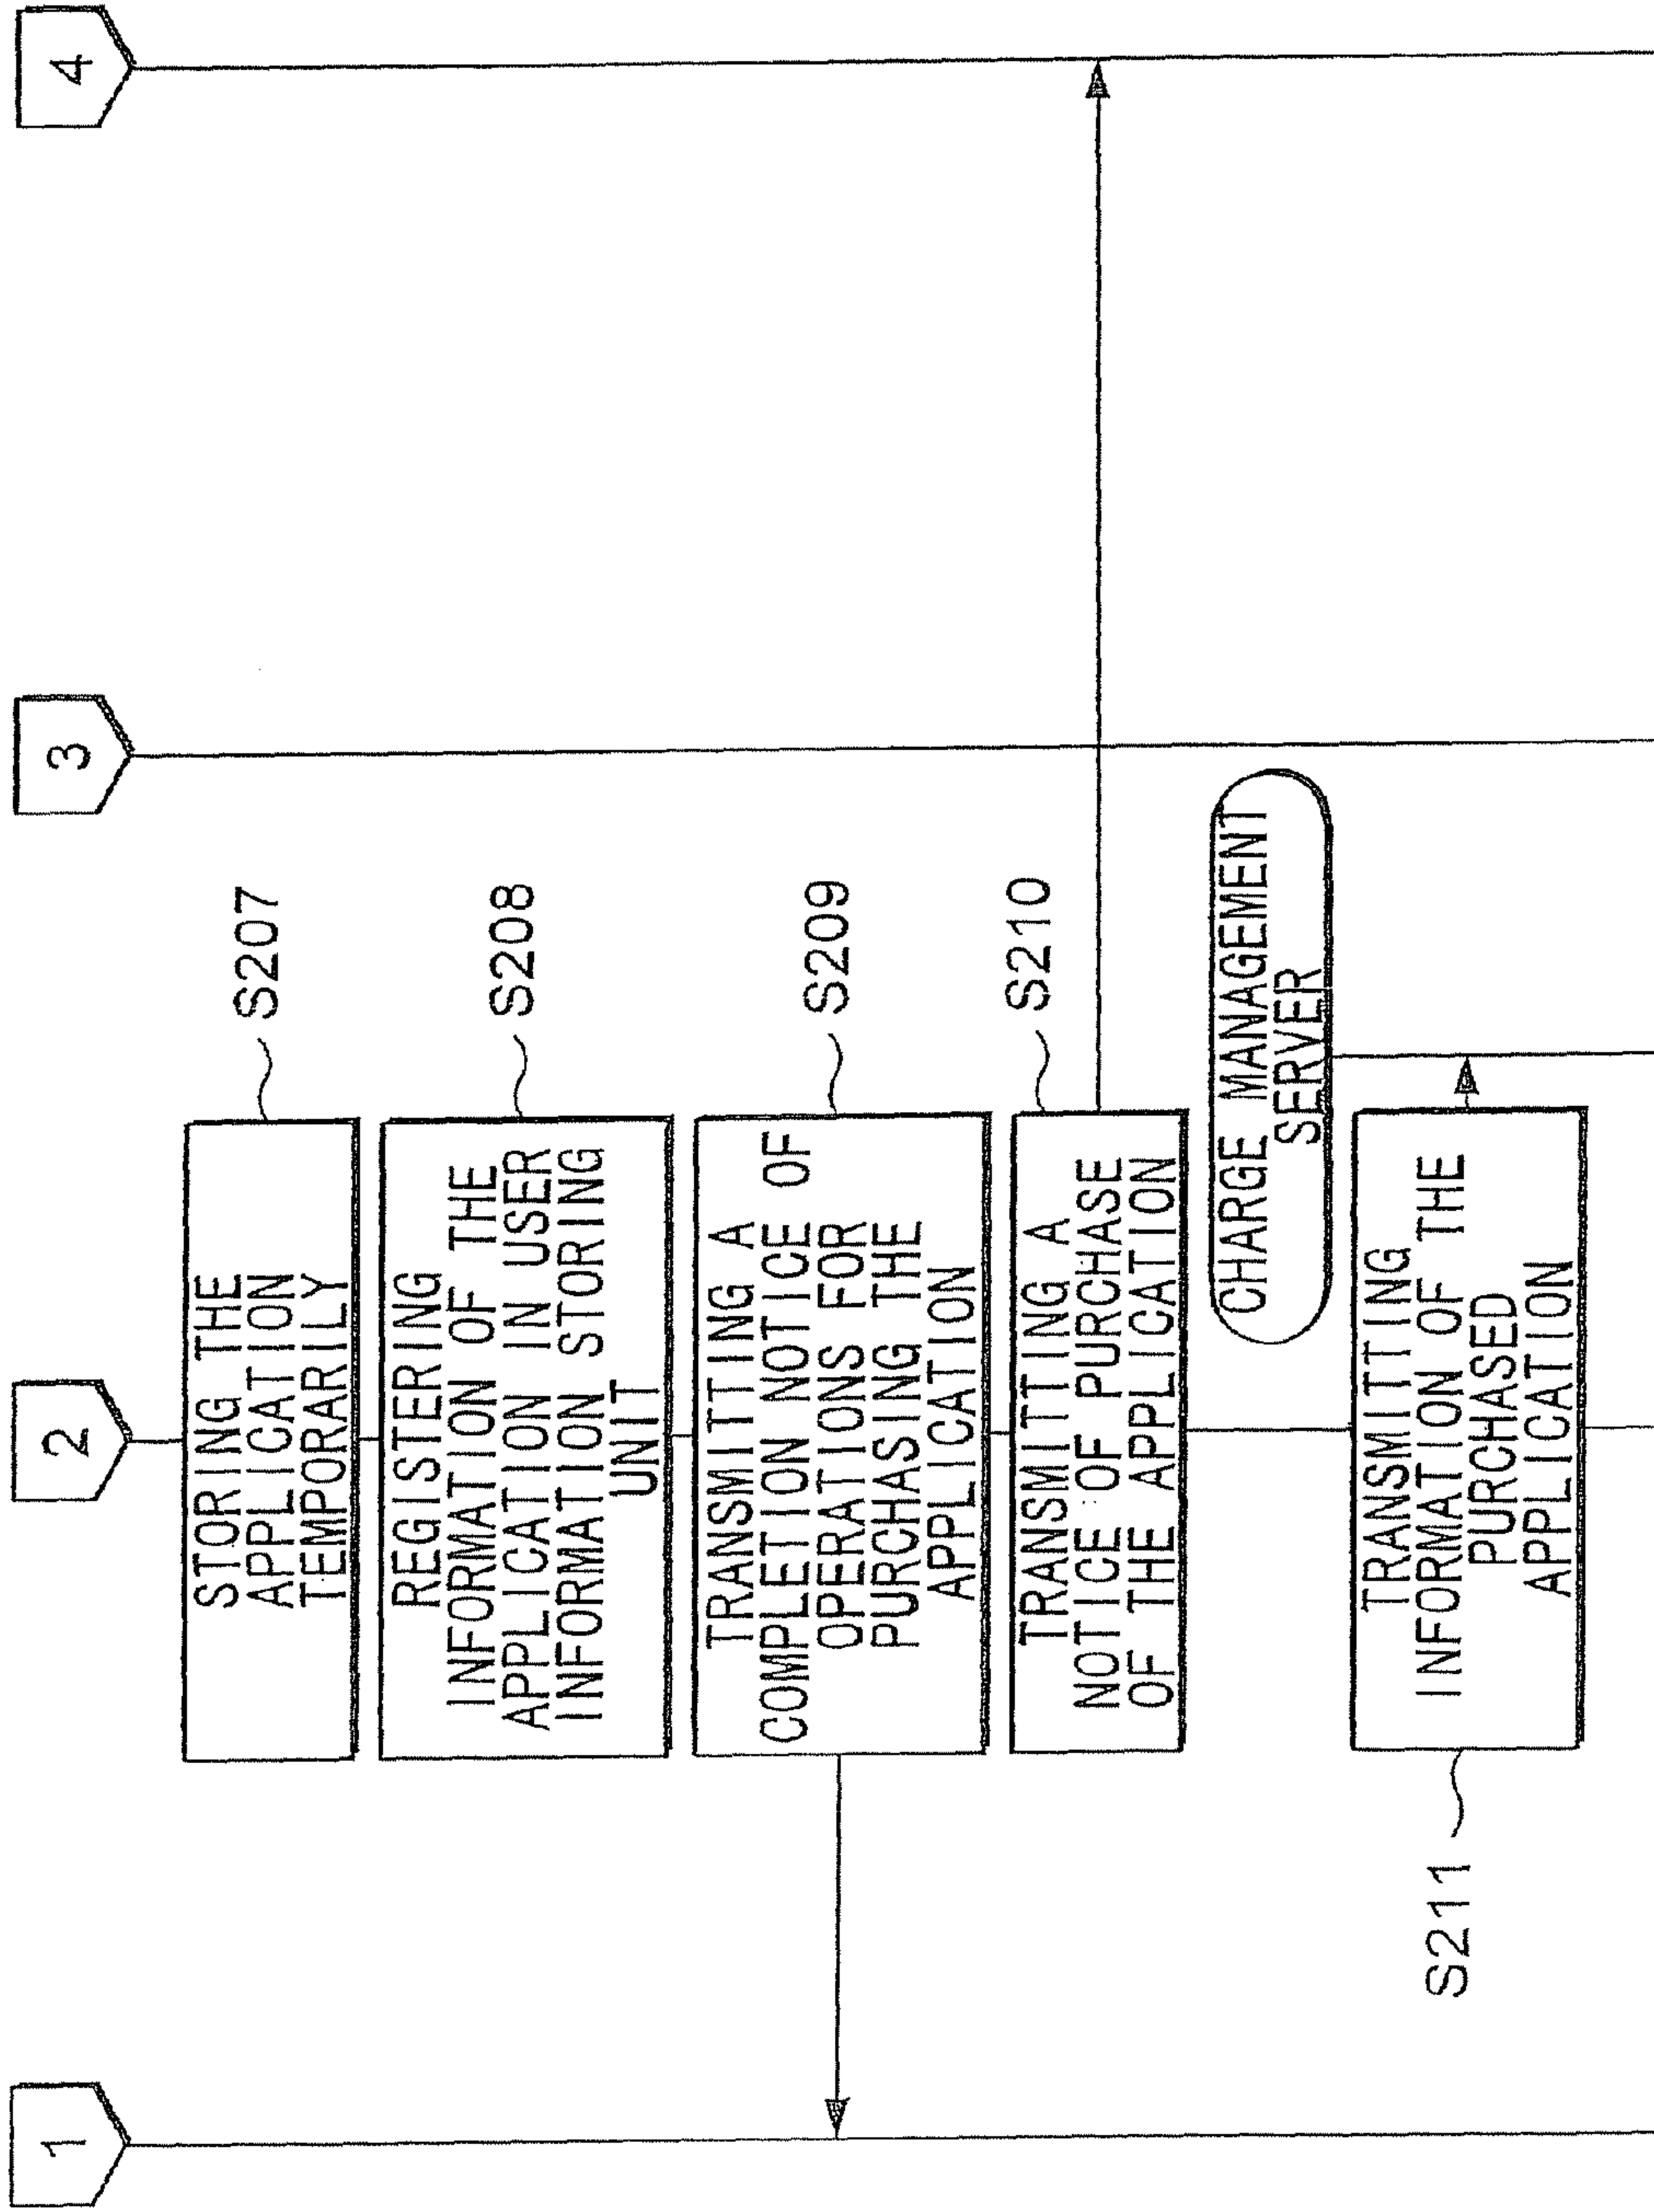 1
2
3
4
STORING THE
APPLICATION
TEMPORARILY
S207
REGISTERING
INFORMATION OF THE
APPLICATION IN USER
INFORMATION STORING
UNIT
S208
TRANSMITTING A
COMPLETION NOTICE OF
OPERATIONS FOR
PURCHASING THE
APPLICATION
S209
TRANSMITTING A
NOTICE OF PURCHASE
OF THE APPLICATION
S210
CHARGE MANAGEMENT
SERVER
TRANSMITTING
INFORMATION OF THE
PURCHASED
APPLICATION
S211